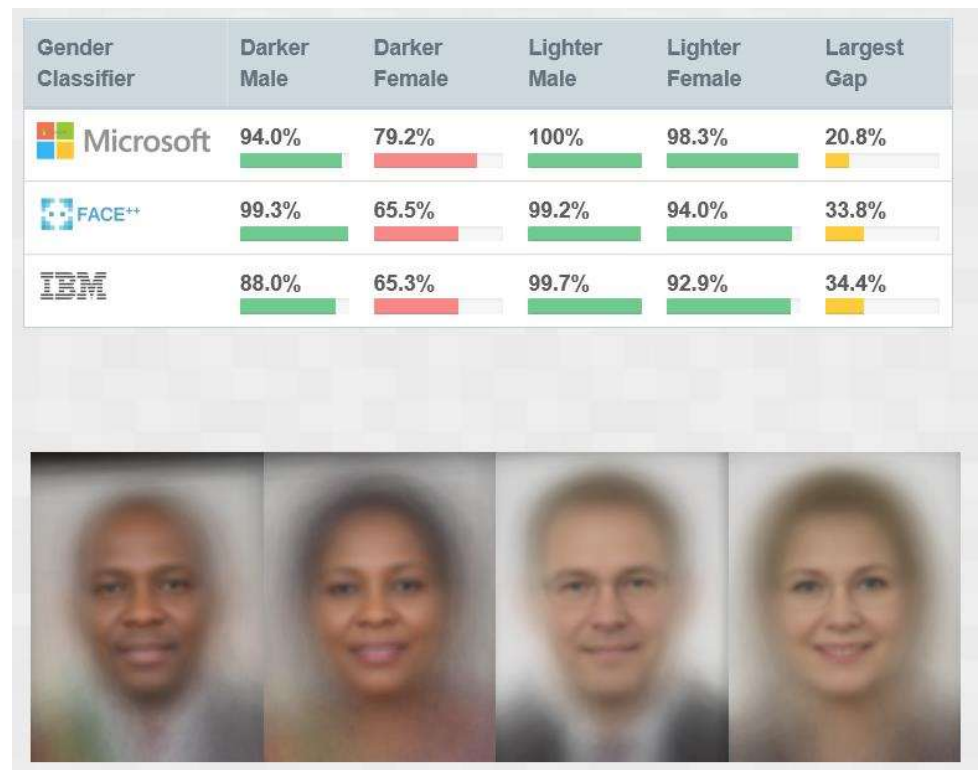 Gender Classifier
Darker Male
Darker Female
Lighter Male
Lighter Female
Largest Gap
Microsoft 94.0% 79.2% 100% 98.3% 20.8%
FACE++ 99.3% 65.5% 99.2% 94.0% 33.8%
IBM 88.0% 65.3% 99.7% 92.9% 34.4%